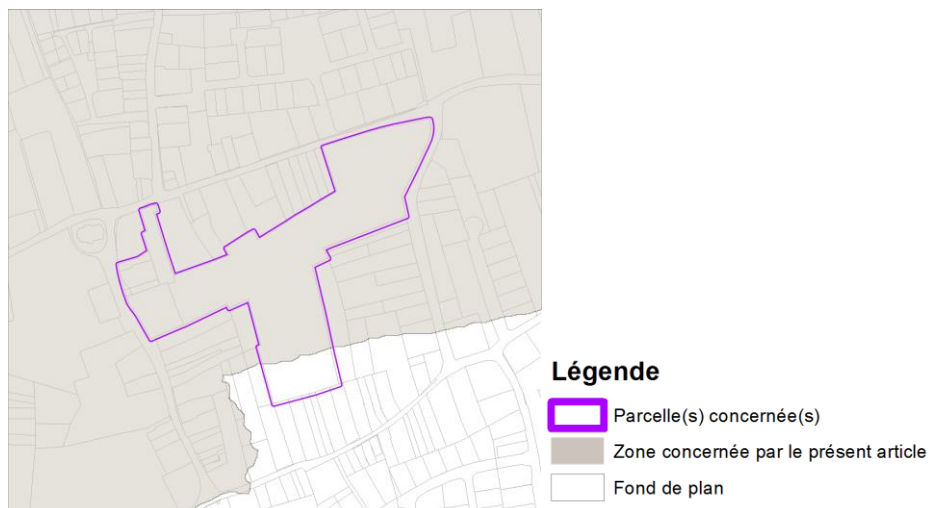 Légende
Parcelle(s) concernée(s)
Zone concernée par le présent article
Fond de plan